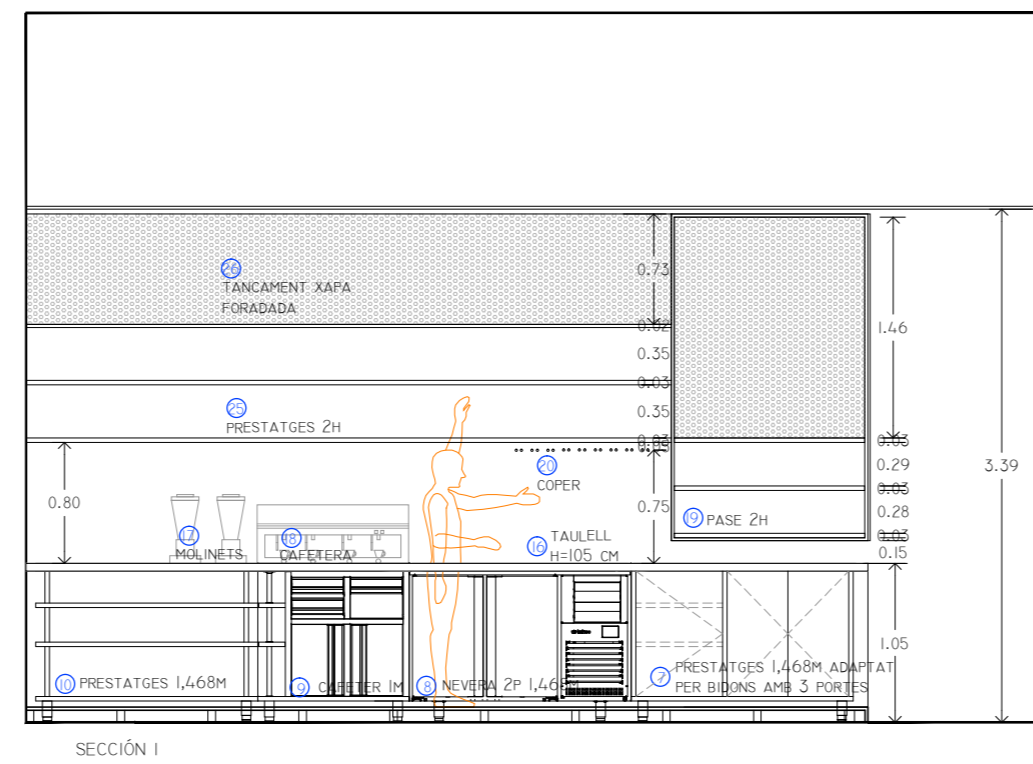 26
TANCAMENT XAPA
FORADADA
0.73
0.02
0.35
0.03
0.35
0.03
1.46
3.39
25
PRESTATGES 2H
0.80
20
COPER
0.75
0.03
0.29
0.03
0.28
0.03
0.15
19 PASE 2H
17
MOLINETS
18
CAFETERA
16 TAULELL
H=105 CM
1.05
10 PRESTATGES 1,468M
9 CAFETER 1M
8 NEVERA 2P 1,468M
7 PRESTATGES 1,468M ADAPTAT
PER BIDONS AMB 3 PORTES
SECCIÓN 1